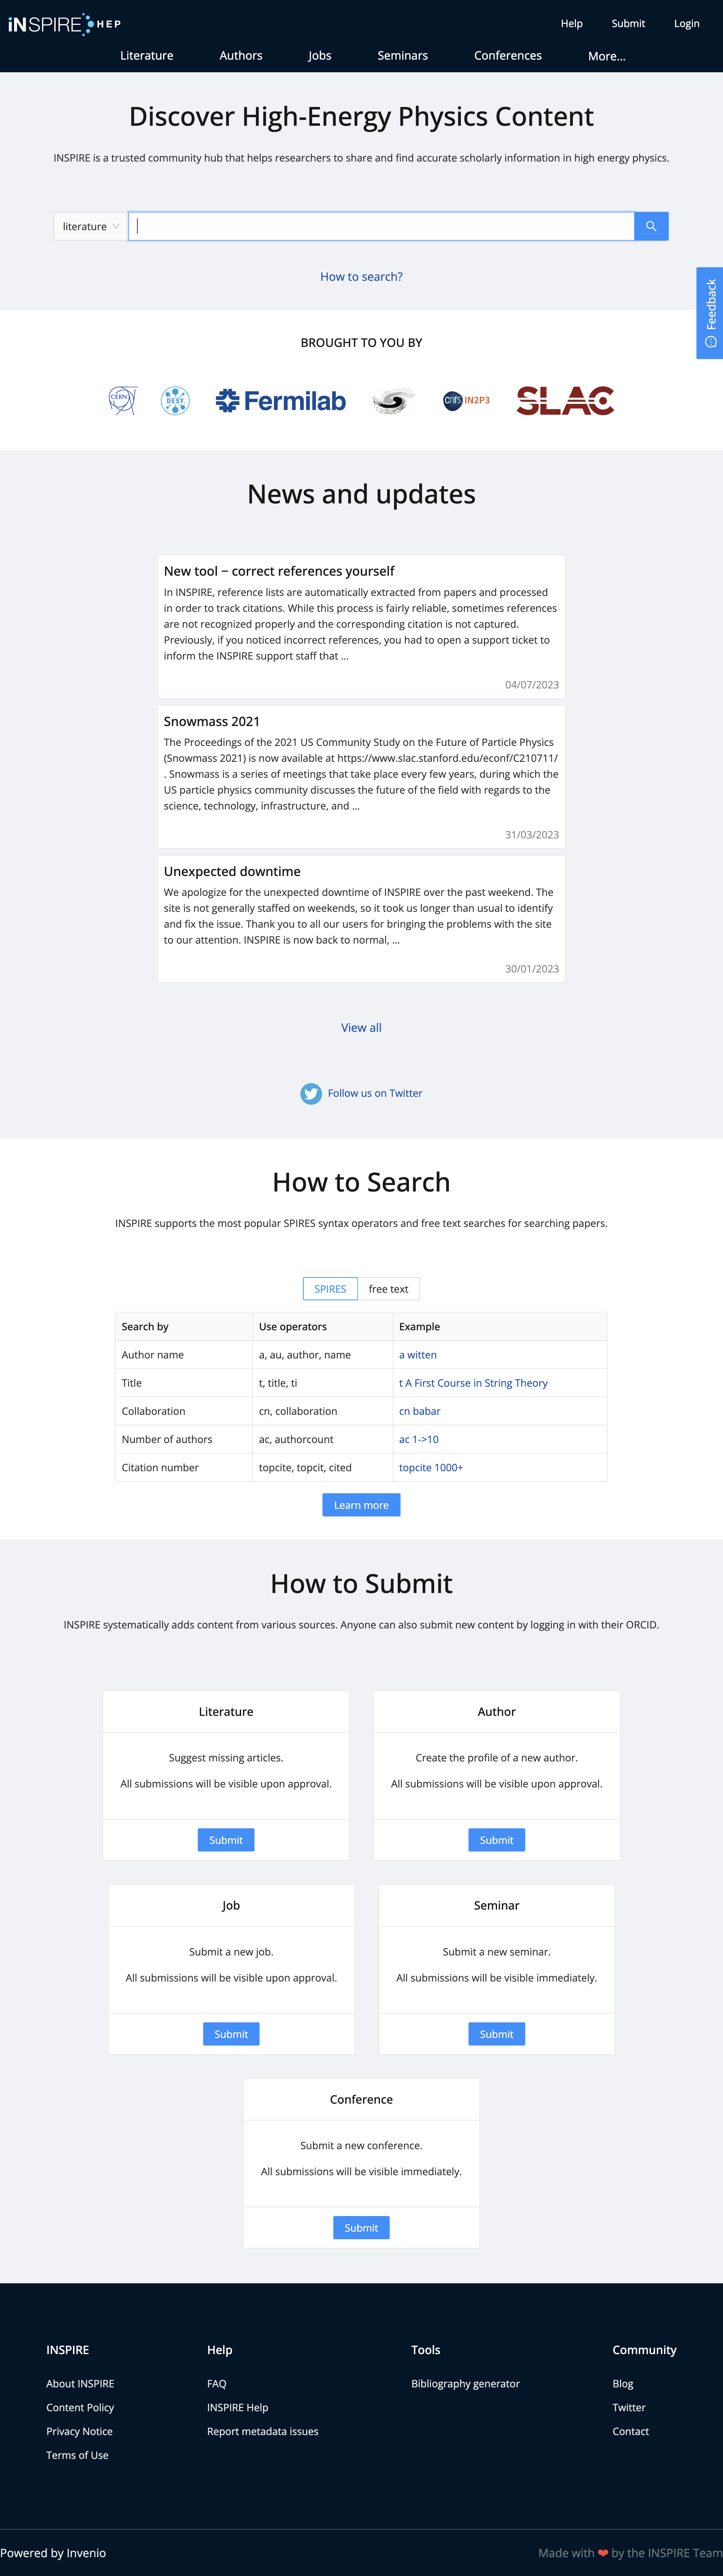 iNSPIRE HEP
Help Submit Login
Literature Authors Jobs Seminars Conferences More...
Discover High-Energy Physics Content
INSPIRE is a trusted community hub that helps researchers to share and find accurate scholarly information in high energy physics.
literature
How to search?
Feedback
BROUGHT TO YOU BY
CERN DESY. Fermilab cnrs IN2P3 SLAC
News and updates
New tool – correct references yourself
In INSPIRE, reference lists are automatically extracted from papers and processed
in order to track citations. While this process is fairly reliable, sometimes references
are not recognized properly and the corresponding citation is not captured.
Previously, if you noticed incorrect references, you had to open a support ticket to
inform the INSPIRE support staff that ...
04/07/2023
Snowmass 2021
The Proceedings of the 2021 US Community Study on the Future of Particle Physics
(Snowmass 2021) is now available at https://www.slac.stanford.edu/econf/C210711/
. Snowmass is a series of meetings that take place every few years, during which the
US particle physics community discusses the future of the field with regards to the
science, technology, infrastructure, and ...
31/03/2023
Unexpected downtime
We apologize for the unexpected downtime of INSPIRE over the past weekend. The
site is not generally staffed on weekends, so it took us longer than usual to identify
and fix the issue. Thank you to all our users for bringing the problems with the site
to our attention. INSPIRE is now back to normal, ...
30/01/2023
View all
Follow us on Twitter
How to Search
INSPIRE supports the most popular SPIRES syntax operators and free text searches for searching papers.
SPIRES free text
Search by Use operators Example
Author name a, au, author, name a witten
Title t, title, ti t A First Course in String Theory
Collaboration cn, collaboration cn babar
Number of authors ac, authorcount ac 1->10
Citation number topcite, topcit, cited topcite 1000+
Learn more
How to Submit
INSPIRE systematically adds content from various sources. Anyone can also submit new content by logging in with their ORCID.
Literature Author
Suggest missing articles. Create the profile of a new author.
All submissions will be visible upon approval. All submissions will be visible upon approval.
Submit Submit
Job Seminar
Submit a new job. Submit a new seminar.
All submissions will be visible upon approval. All submissions will be visible immediately.
Submit Submit
Conference
Submit a new conference.
All submissions will be visible immediately.
Submit
INSPIRE Help Tools Community
About INSPIRE FAQ Bibliography generator Blog
Content Policy INSPIRE Help Twitter
Privacy Notice Report metadata issues Contact
Terms of Use
Powered by Invenio Made with ❤ by the INSPIRE Team